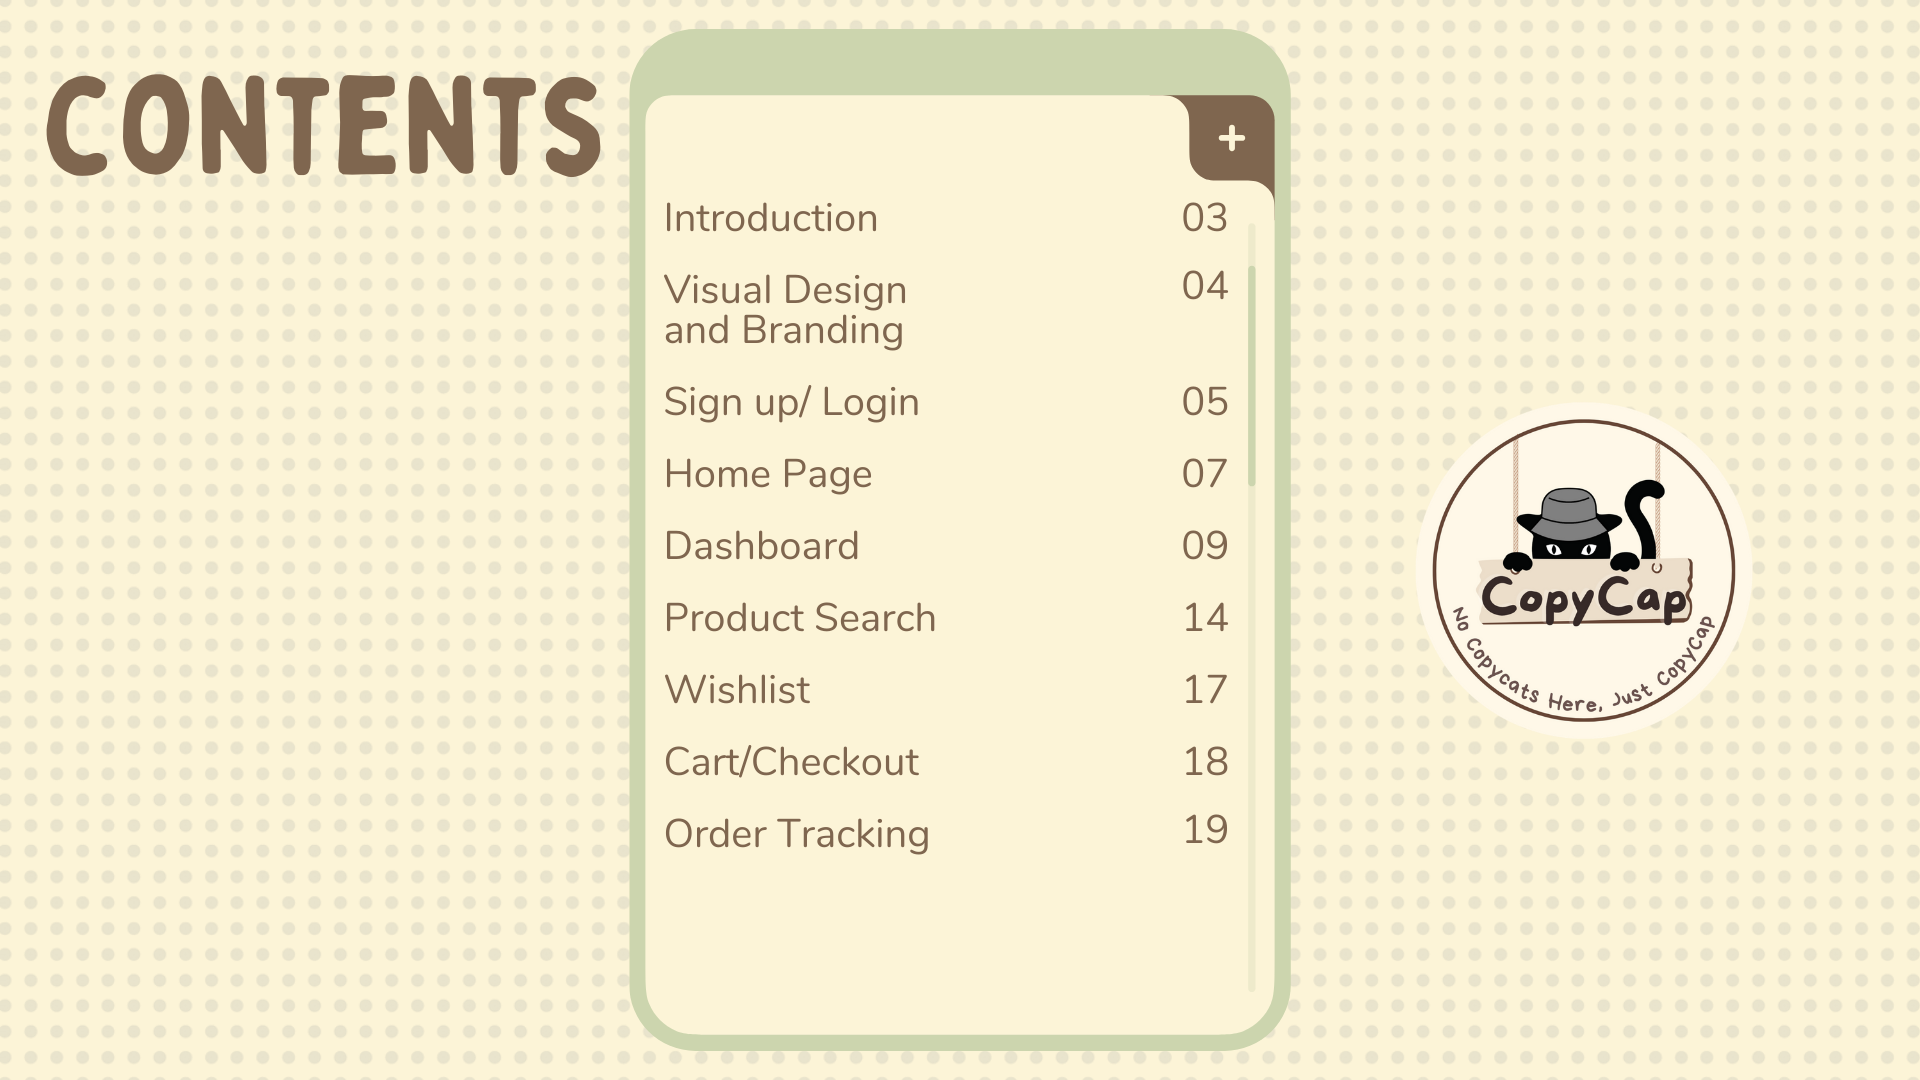 CONTENTS
+
Introduction 03
Visual Design 04
and Branding
Sign up/ Login 05
Home Page 07
Dashboard 09
Product Search 14
Wishlist 17
Cart/Checkout 18
Order Tracking 19
CopyCap
No Copycats Here, Just CopyCap